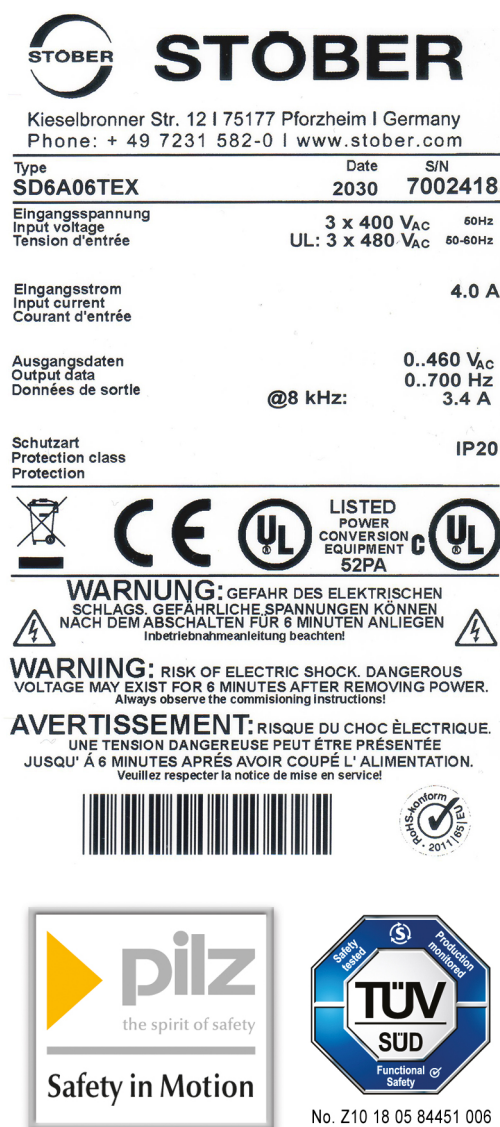 STÖBER
STÖBER
Kieselbronner Str. 12 I 75177 Pforzheim I Germany
Phone: + 49 7231 582-0 I www.stober.com
Type Date S/N
SD6A06TEX 2030 7002418
Eingangsspannung
Input voltage 3 x 400 VAC 50Hz
Tension d'entrée UL: 3 x 480 VAC 50-60Hz
Eingangsstrom 4.0 A
Input current
Courant d'entrée
Ausgangsdaten 0..460 VAC
Output data 0..700 Hz
Données de sortie @8 kHz: 3.4 A
Schutzart IP20
Protection class
Protection
CE
UL
®
LISTED
POWER
CONVERSION
EQUIPMENT
52PA
C
UL
®
WARNUNG: GEFAHR DES ELEKTRISCHEN
SCHLAGS. GEFÄHRLICHE SPANNUNGEN KÖNNEN
NACH DEM ABSCHALTEN FÜR 6 MINUTEN ANLIEGEN
Inbetriebnahmeanleitung beachten!
WARNING: RISK OF ELECTRIC SHOCK. DANGEROUS
VOLTAGE MAY EXIST FOR 6 MINUTES AFTER REMOVING POWER.
Always observe the commisioning instructions!
AVERTISSEMENT: RISQUE DU CHOC ÈLECTRIQUE.
UNE TENSION DANGEREUSE PEUT ÉTRE PRÉSENTÉE
JUSQU' Á 6 MINUTES APRÉS AVOIR COUPÉ L' ALIMENTATION.
Veuillez respecter la notice de mise en service!
RoHS-konform
2011|65|EU
pilz
the spirit of safety
Safety in Motion
Safety
tested
S
Production
monitored
TÜV
SÜD
Functional
Safety
No. Z10 18 05 84451 006